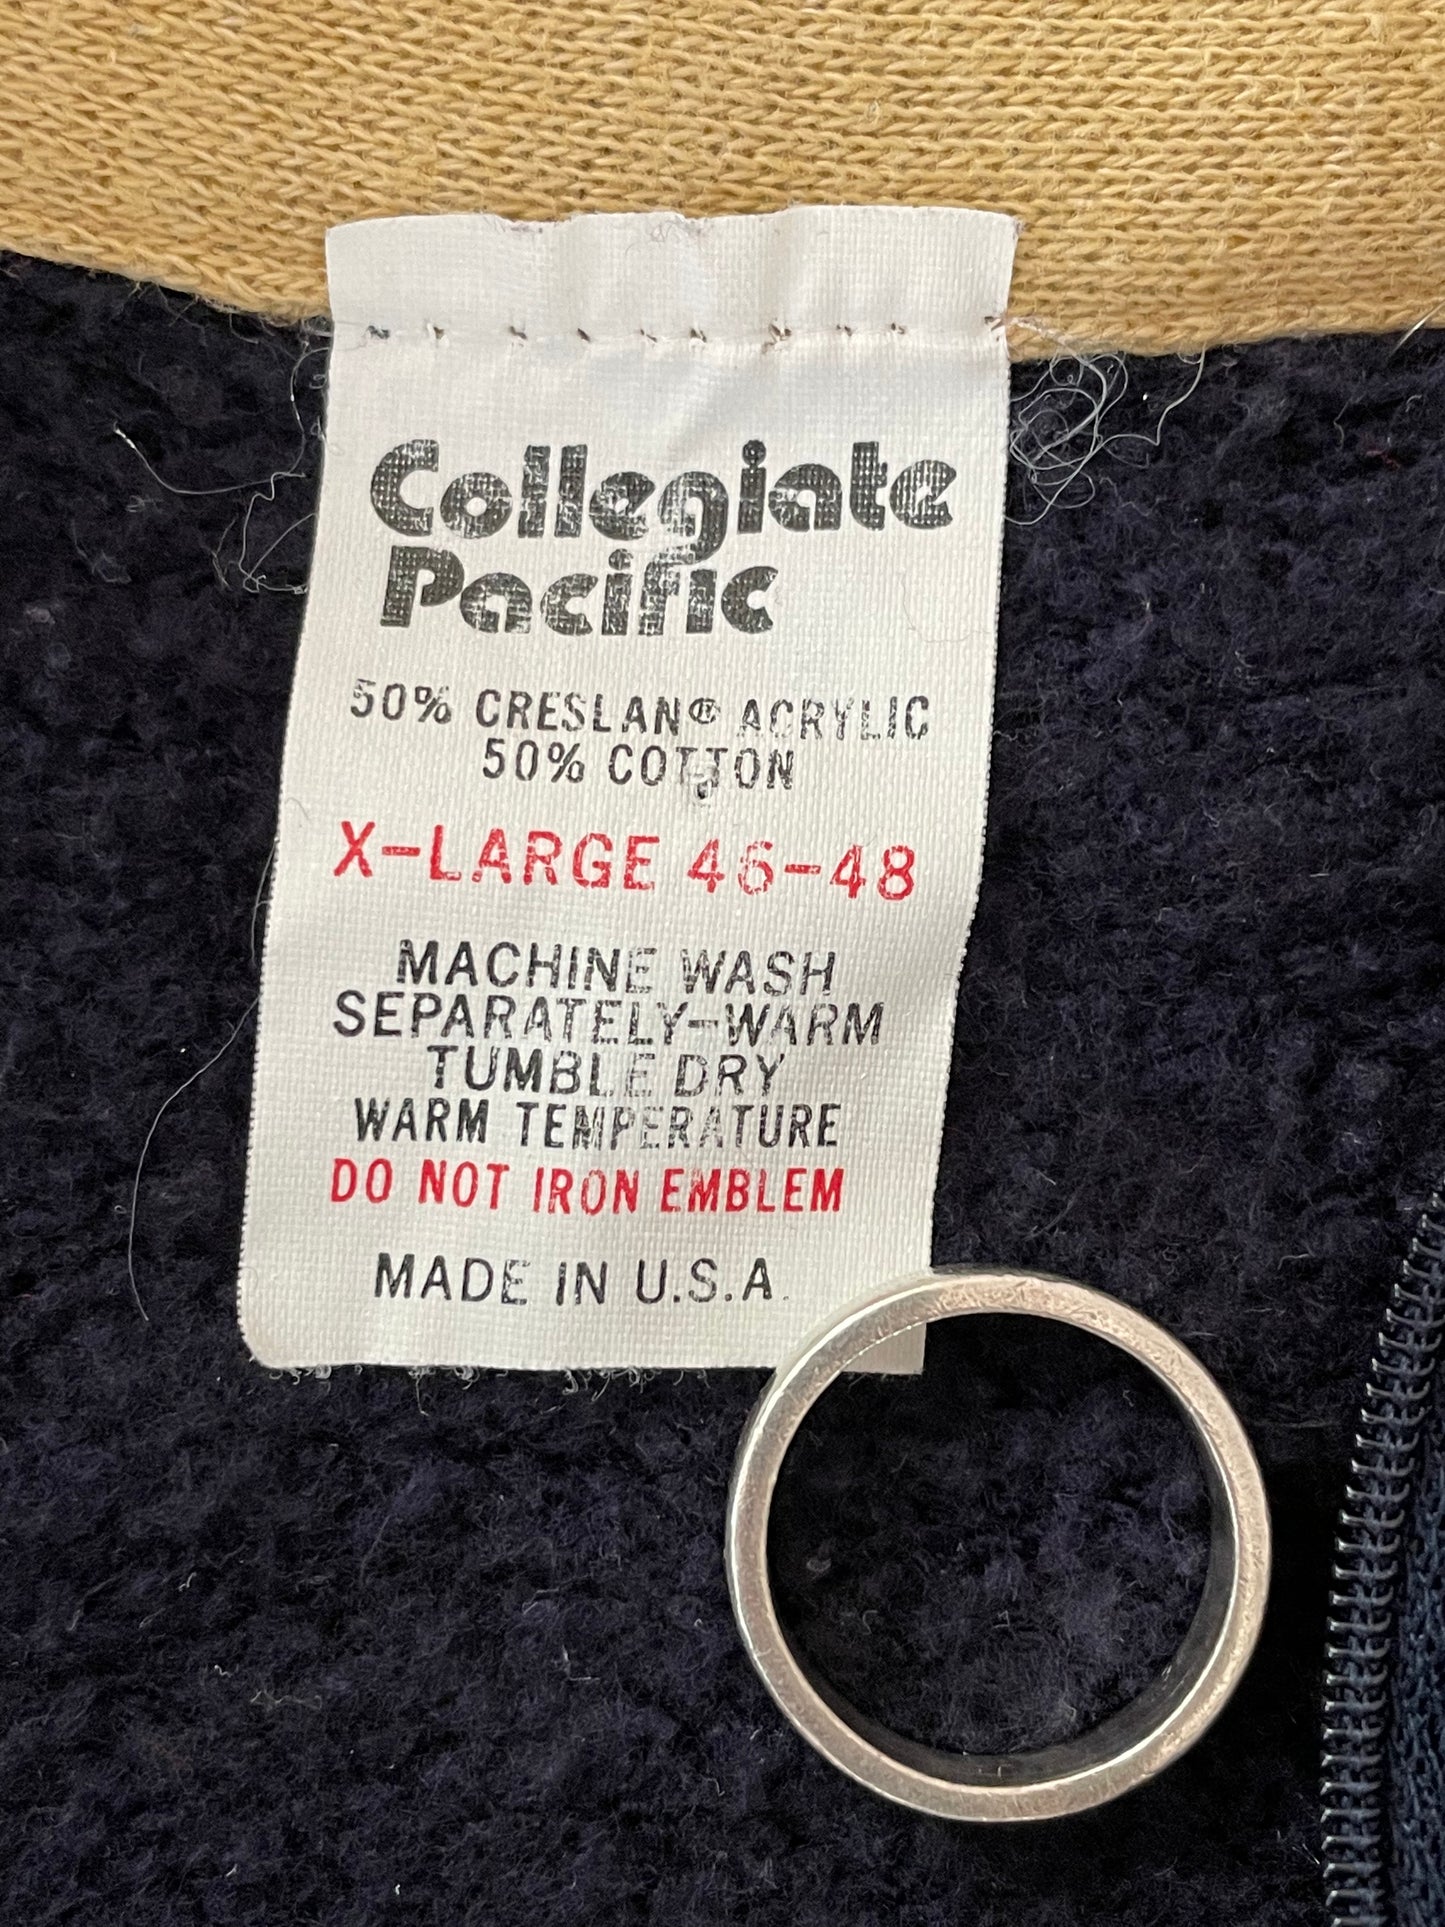 Collegiate
Pacific
50% CRESLAN® ACRYLIC
50% COTTON
X-LARGE 46-48
MACHINE WASH
SEPARATELY-WARM
TUMBLE DRY
WARM TEMPERATURE
DO NOT IRON EMBLEM
MADE IN U.S.A.